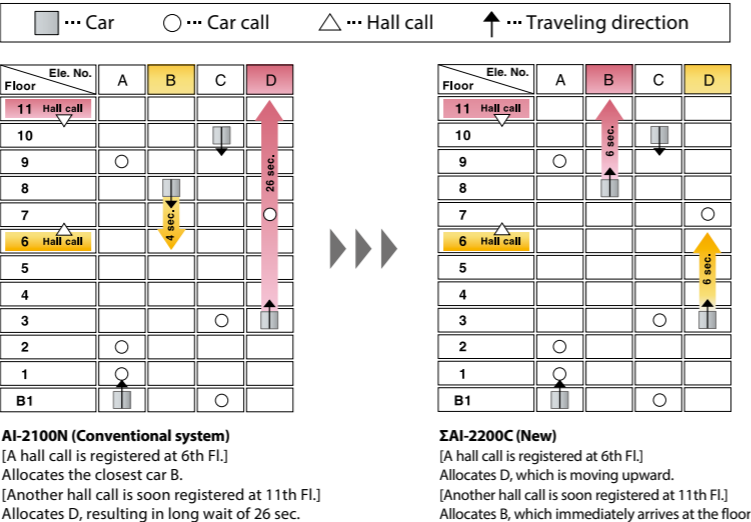 ··· Car ··· Car call ··· Hall call ··· Traveling direction
Ele. No.
Floor A B C D
11 Hall call
10
9
8
7
6 Hall call
5
4
3
2
1
B1
4 sec.
26 sec.
Ele. No.
Floor A B C D
11 Hall call
10
9
8
7
6 Hall call
5
4
3
2
1
B1
6 sec.
6 sec.
AI-2100N (Conventional system)
[A hall call is registered at 6th Fl.]
Allocates the closest car B.
[Another hall call is soon registered at 11th Fl.]
Allocates D, resulting in long wait of 26 sec.
ΣAI-2200C (New)
[A hall call is registered at 6th Fl.]
Allocates D, which is moving upward.
[Another hall call is soon registered at 11th Fl.]
Allocates B, which immediately arrives at the floor